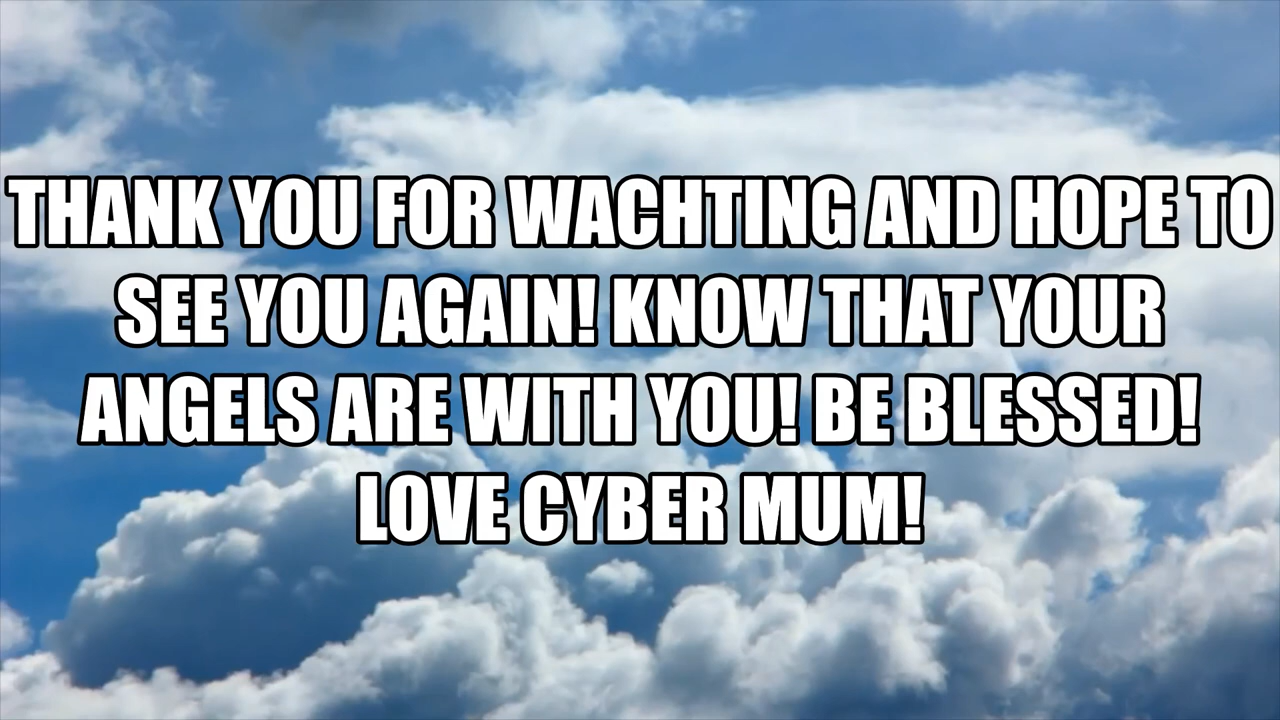 THANK YOU FOR WACHTING AND HOPE TO
SEE YOU AGAIN! KNOW THAT YOUR
ANGELS ARE WITH YOU! BE BLESSED!
LOVE CYBER MUM!